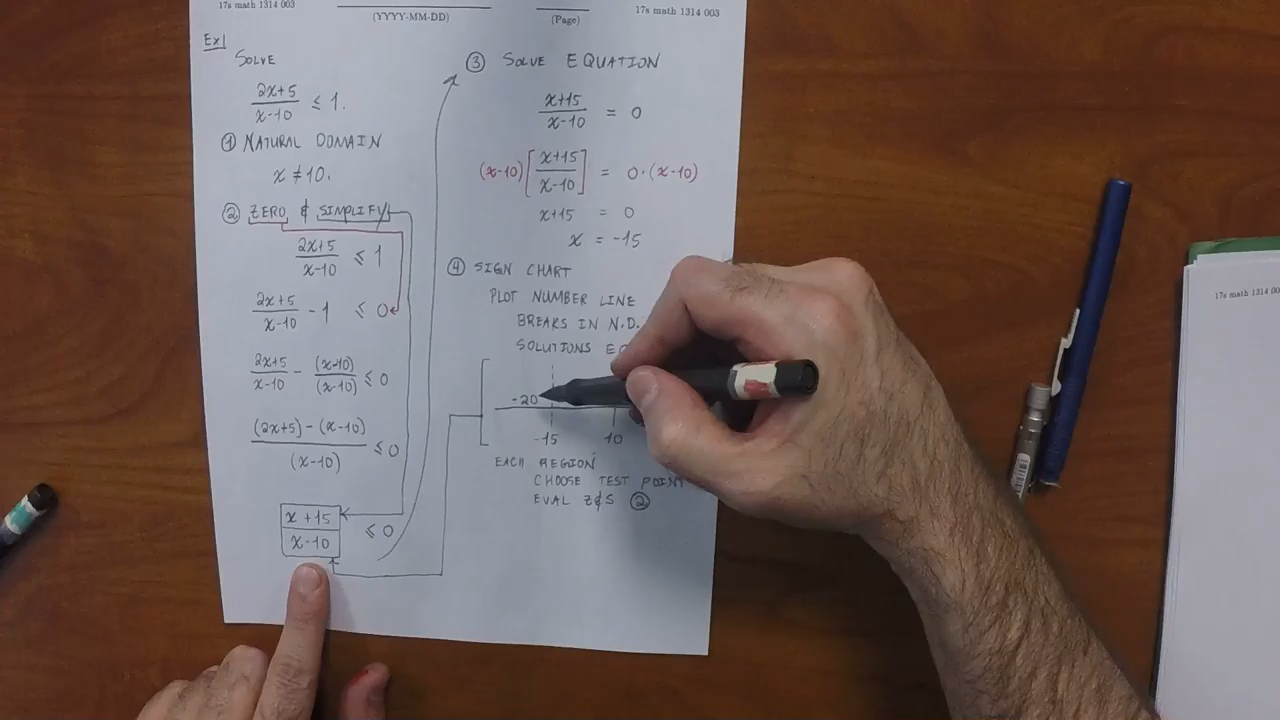 17s math 1314 003
(YYYY-MM-DD)
(Page)
17s math 1314 003
Ex1
SOLVE
2x+5
x-10
≤ 1.
① NATURAL DOMAIN
x ≠ 10.
② ZERO & SIMPLIFY
2x+5
x-10
≤ 1
2x+5
x-10
- 1 ≤ 0
2x+5
x-10
- (x-10)
(x-10)
≤ 0
(2x+5) - (x-10)
(x-10)
≤ 0
x+15
x-10
≤ 0
③ SOLVE EQUATION
x+15
x-10
= 0
(x-10) [ x+15
x-10 ]
= 0·(x-10)
x+15 = 0
x = -15
④ SIGN CHART
PLOT NUMBER LINE
BREAKS IN N.D.
SOLUTIONS
-20
-15 10
EACH REGION
CHOOSE TEST POINT
EVAL Z&S ②
17s math 1314 00